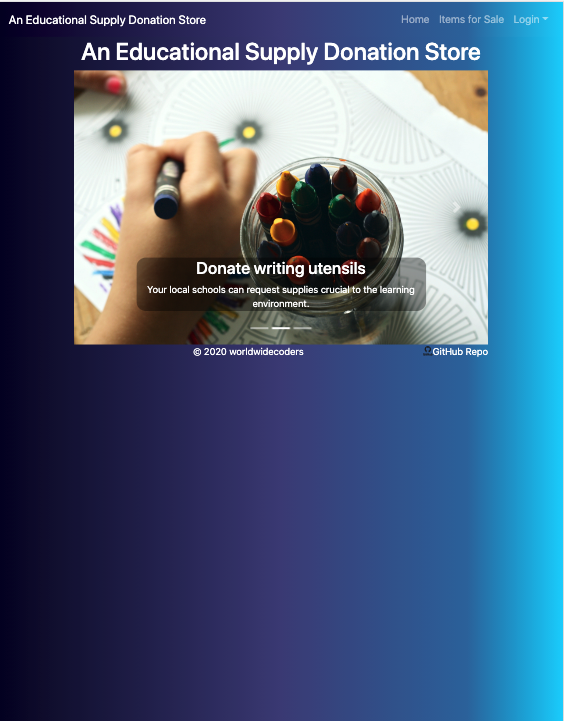 An Educational Supply Donation Store
Home Items for Sale Login
An Educational Supply Donation Store
Donate writing utensils
Your local schools can request supplies crucial to the learning
environment.
© 2020 worldwidecoders
GitHub Repo